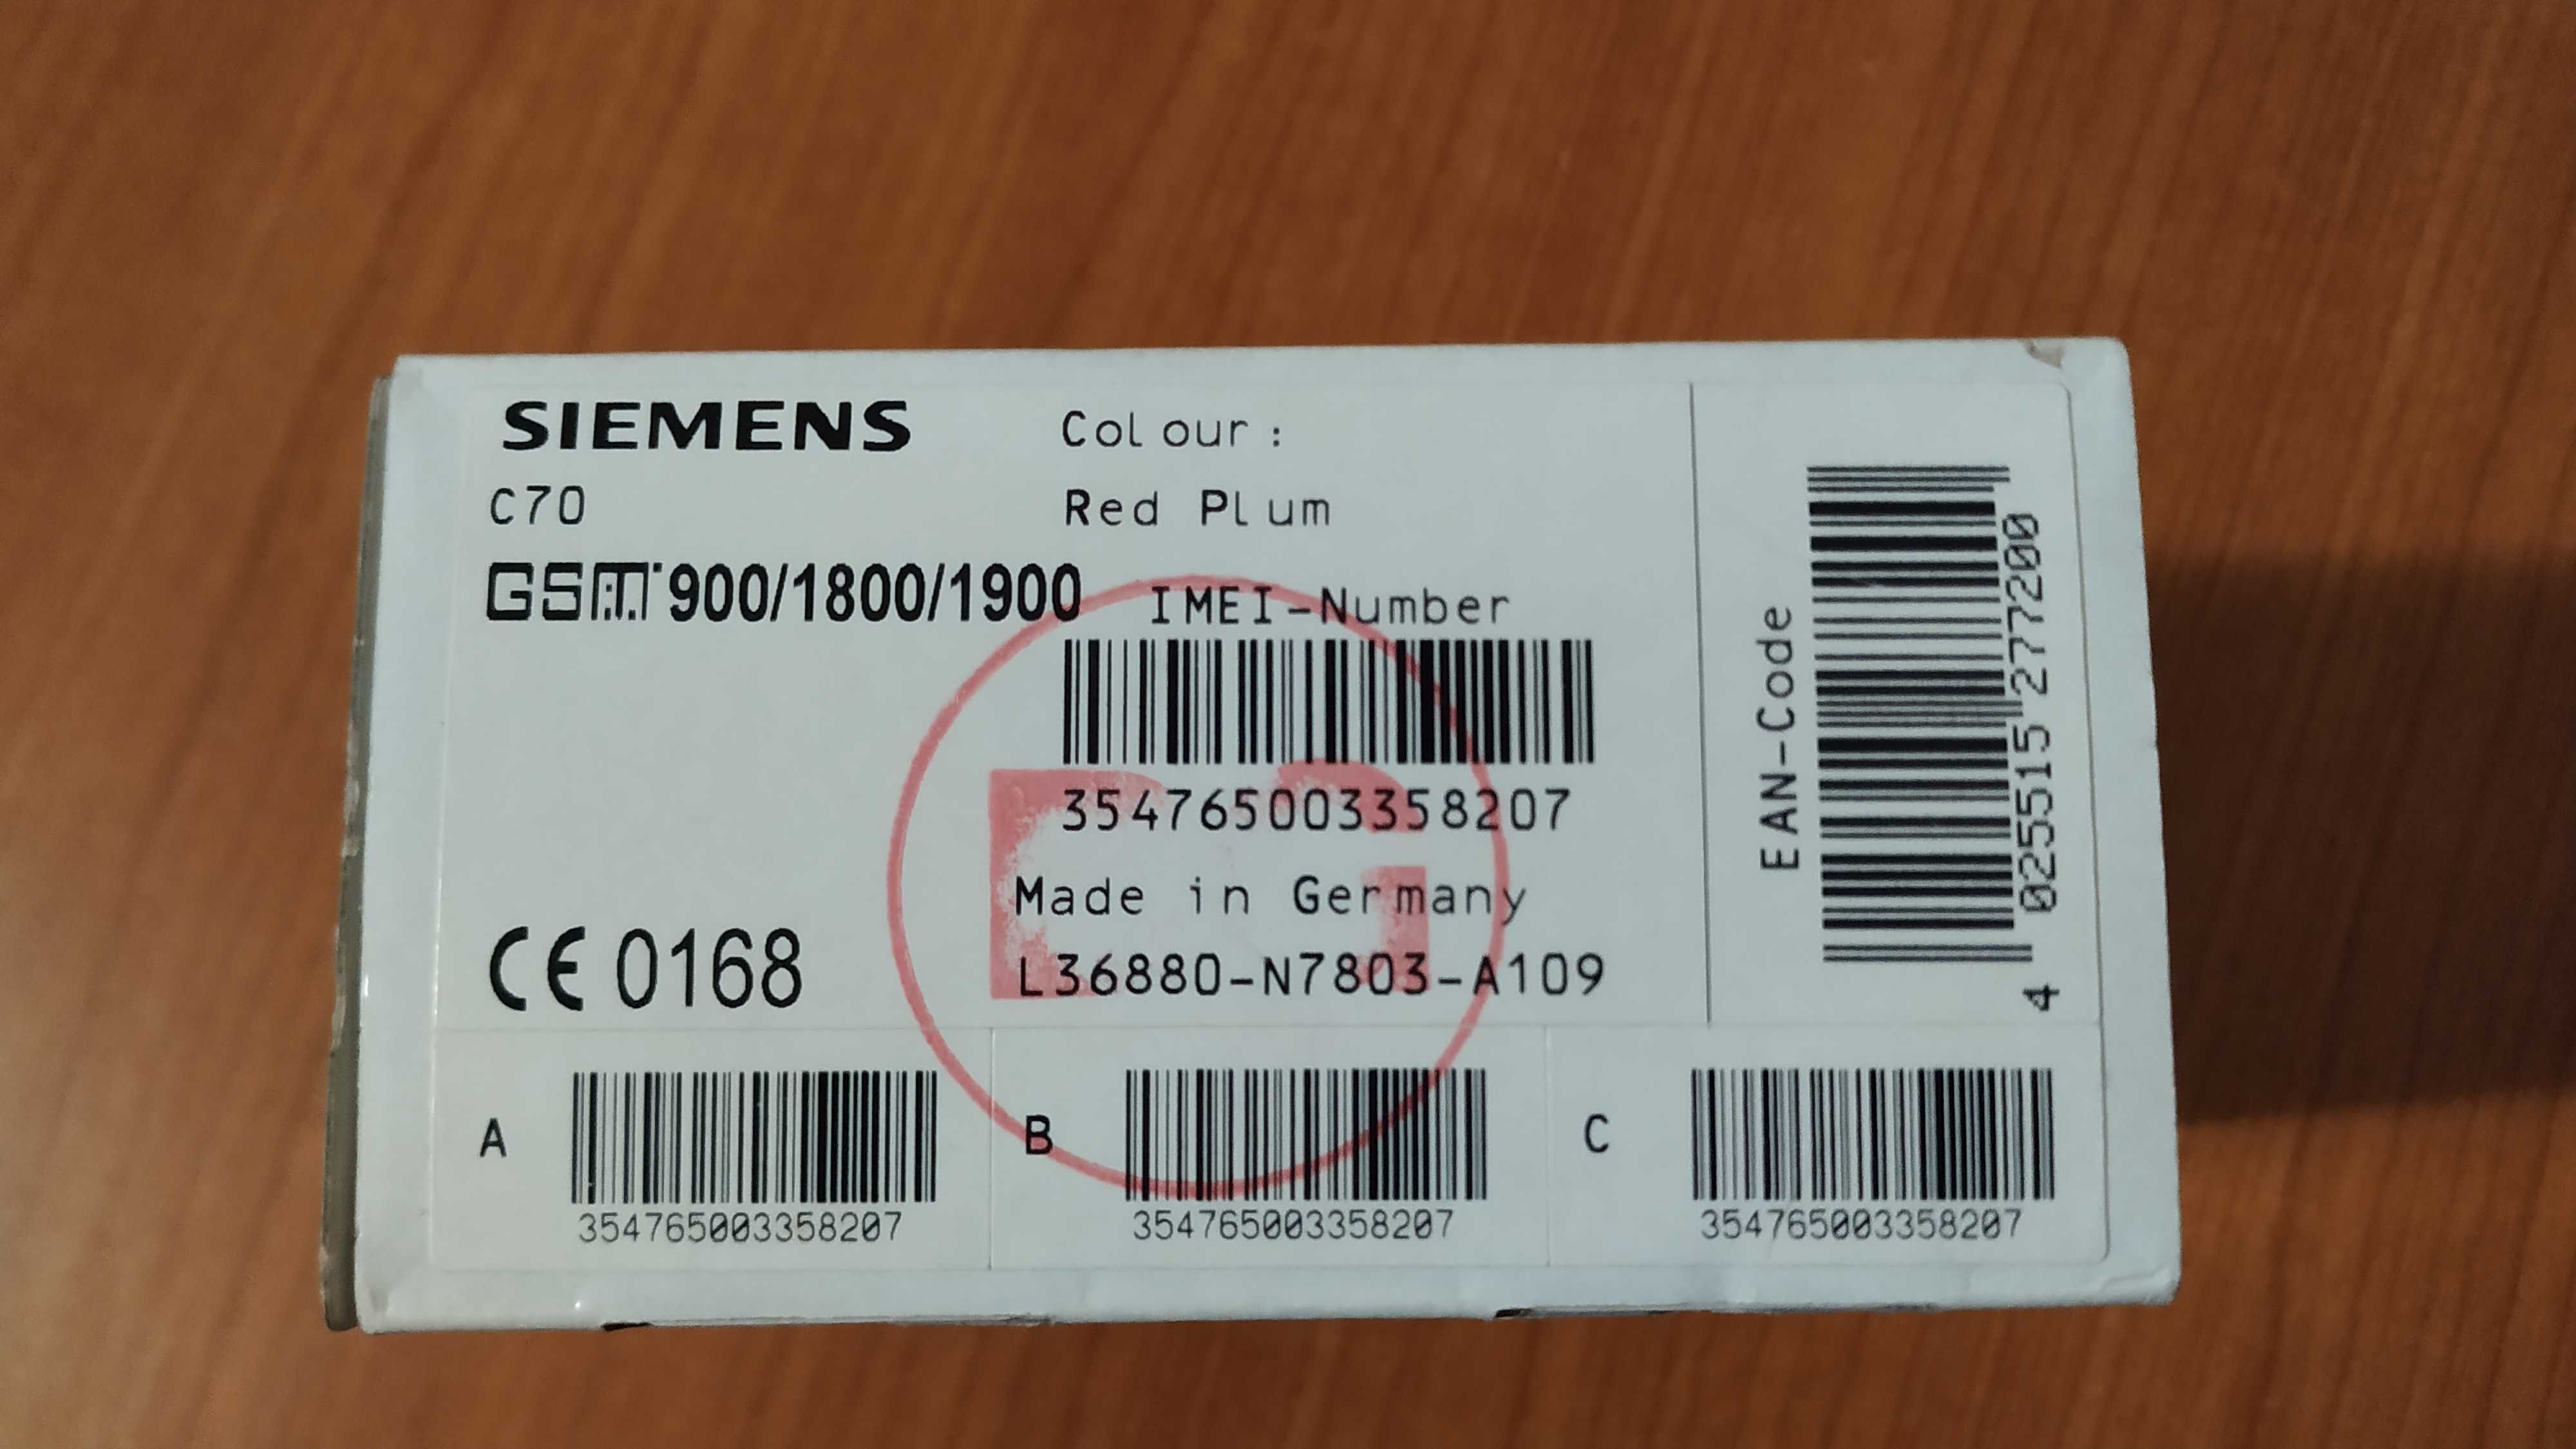 SIEMENS
C70
GSM 900/1800/1900
Colour:
Red Plum
IMEI-Number
354765003358207
Made in Germany
L36880-N7803-A109
CE 0168
EAN-Code
4 025515 277200
A
354765003358207
B
354765003358207
C
354765003358207